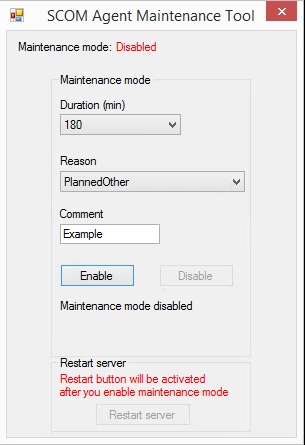 SCOM Agent Maintenance Tool
Maintenance mode: Disabled
Maintenance mode
Duration (min)
180
Reason
PlannedOther
Comment
Example
Enable Disable
Maintenance mode disabled
Restart server
Restart button will be activated
after you enable maintenance mode
Restart server